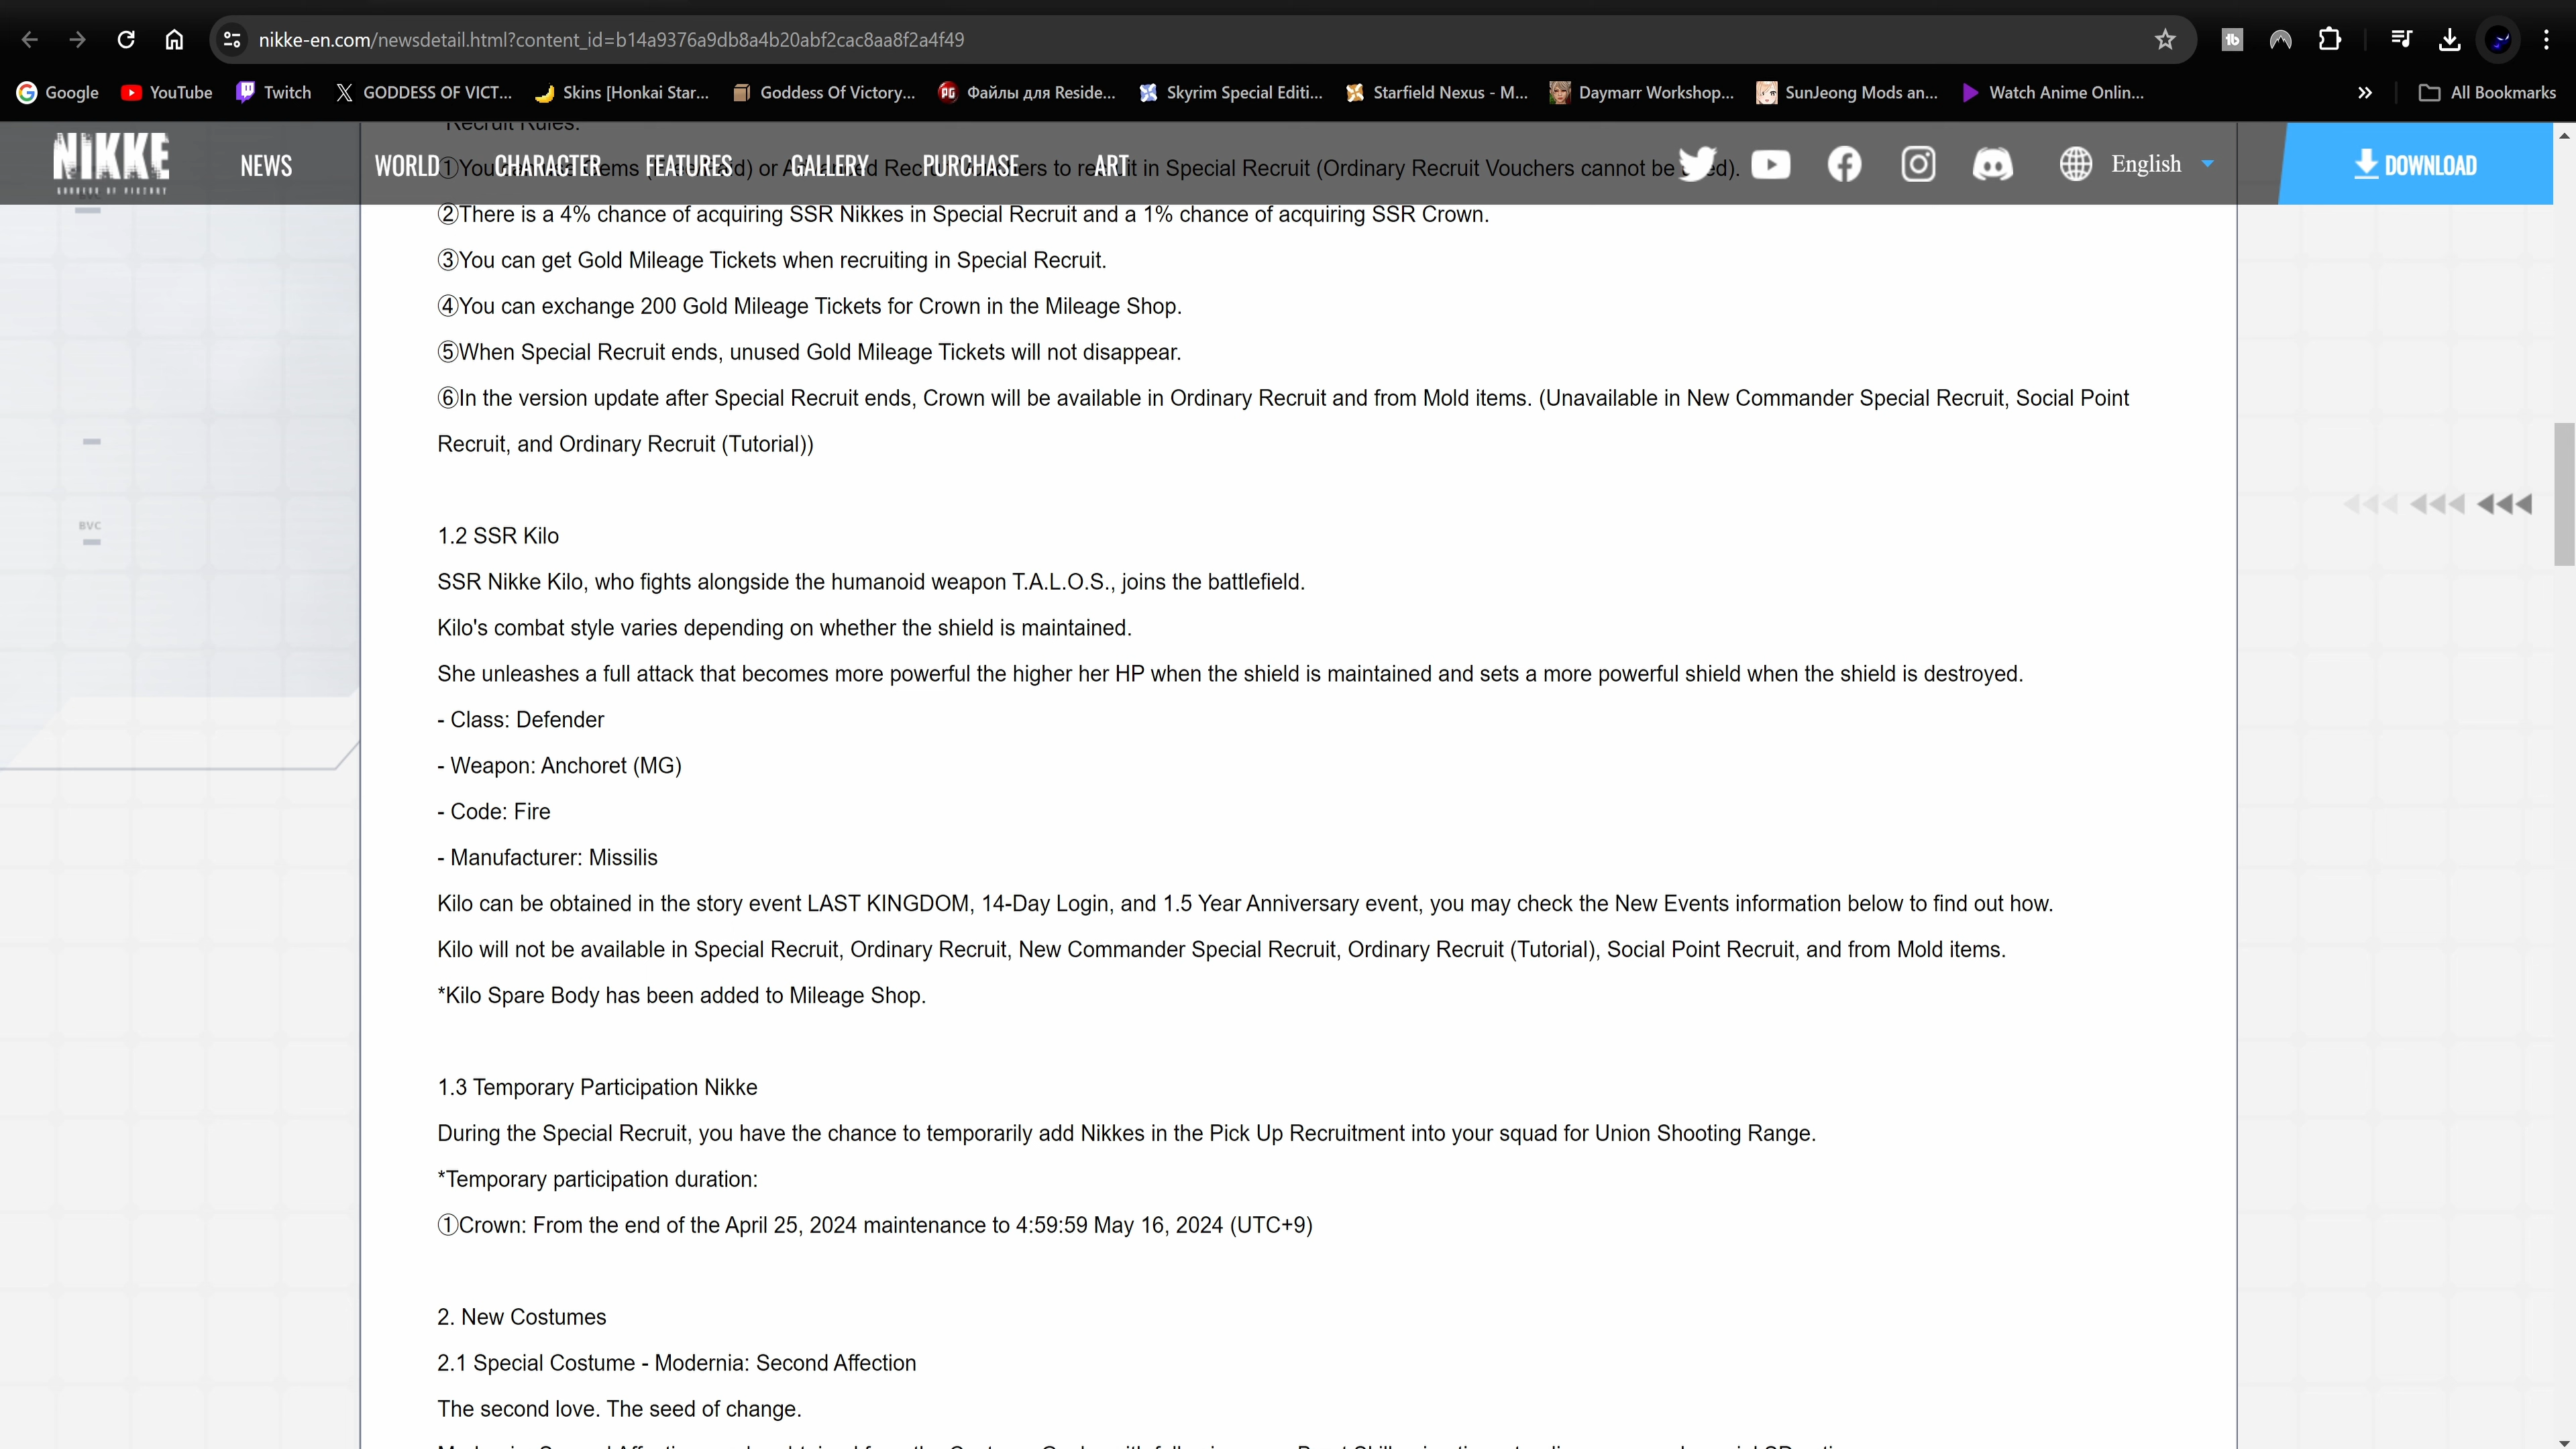 nikke-en.com/newsdetail.html?content_id=b14a9376a9db8a4b20abf2cac8aa8f2a4f49
Google YouTube Twitch GODDESS OF VICT... Skins [Honkai Star... Goddess Of Victory... Файлы для Reside... Skyrim Special Editi... Starfield Nexus - M... Daymarr Workshop... SunJeong Mods an... Watch Anime Onlin... All Bookmarks
Recruit Rules:
NIKKE NEWS WORLD CHARACTER FEATURES GALLERY PURCHASE ART English DOWNLOAD
①You or to in Special Recruit (Ordinary Recruit Vouchers cannot be
②There is a 4% chance of acquiring SSR Nikkes in Special Recruit and a 1% chance of acquiring SSR Crown.
③You can get Gold Mileage Tickets when recruiting in Special Recruit.
④You can exchange 200 Gold Mileage Tickets for Crown in the Mileage Shop.
⑤When Special Recruit ends, unused Gold Mileage Tickets will not disappear.
⑥In the version update after Special Recruit ends, Crown will be available in Ordinary Recruit and from Mold items. (Unavailable in New Commander Special Recruit, Social Point
Recruit, and Ordinary Recruit (Tutorial))
BVC
1.2 SSR Kilo
SSR Nikke Kilo, who fights alongside the humanoid weapon T.A.L.O.S., joins the battlefield.
Kilo's combat style varies depending on whether the shield is maintained.
She unleashes a full attack that becomes more powerful the higher her HP when the shield is maintained and sets a more powerful shield when the shield is destroyed.
- Class: Defender
- Weapon: Anchoret (MG)
- Code: Fire
- Manufacturer: Missilis
Kilo can be obtained in the story event LAST KINGDOM, 14-Day Login, and 1.5 Year Anniversary event, you may check the New Events information below to find out how.
Kilo will not be available in Special Recruit, Ordinary Recruit, New Commander Special Recruit, Ordinary Recruit (Tutorial), Social Point Recruit, and from Mold items.
*Kilo Spare Body has been added to Mileage Shop.
1.3 Temporary Participation Nikke
During the Special Recruit, you have the chance to temporarily add Nikkes in the Pick Up Recruitment into your squad for Union Shooting Range.
*Temporary participation duration:
①Crown: From the end of the April 25, 2024 maintenance to 4:59:59 May 16, 2024 (UTC+9)
2. New Costumes
2.1 Special Costume - Modernia: Second Affection
The second love. The seed of change.